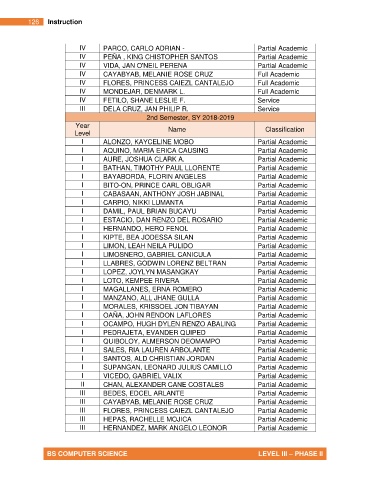 126 Instruction
IV PARCO, CARLO ADRIAN - Partial Academic
IV PEÑA , KING CHISTOPHER SANTOS Partial Academic
IV VIDA, JAN O'NEIL PERENA Partial Academic
IV CAYABYAB, MELANIE ROSE CRUZ Full Academic
IV FLORES, PRINCESS CAIEZL CANTALEJO Full Academic
IV MONDEJAR, DENMARK L. Full Academic
IV FETILO, SHANE LESLIE F. Service
III DELA CRUZ, JAN PHILIP R. Service
2nd Semester, SY 2018-2019
Year Level Name Classification
I ALONZO, KAYCELINE MOBO Partial Academic
I AQUINO, MARIA ERICA CAUSING Partial Academic
I AURE, JOSHUA CLARK A. Partial Academic
I BATHAN, TIMOTHY PAUL LLORENTE Partial Academic
I BAYABORDA, FLORIN ANGELES Partial Academic
I BITO-ON, PRINCE CARL OBLIGAR Partial Academic
I CABASAAN, ANTHONY JOSH JABINAL Partial Academic
I CARPIO, NIKKI LUMANTA Partial Academic
I DAMIL, PAUL BRIAN BUCAYU Partial Academic
I ESTACIO, DAN RENZO DEL ROSARIO Partial Academic
I HERNANDO, HERO FENOL Partial Academic
I KIPTE, BEA JODESSA SILAN Partial Academic
I LIMON, LEAH NEILA PULIDO Partial Academic
I LIMOSNERO, GABRIEL CANICULA Partial Academic
I LLABRES, GODWIN LORENZ BELTRAN Partial Academic
I LOPEZ, JOYLYN MASANGKAY Partial Academic
I LOTO, KEMPEE RIVERA Partial Academic
I MAGALLANES, ERNA ROMERO Partial Academic
I MANZANO, ALL JHANE GULLA Partial Academic
I MORALES, KRISSOEL JON TIBAYAN Partial Academic
I OAÑA, JOHN RENDON LAFLORES Partial Academic
I OCAMPO, HUGH DYLEN RENZO ABALING Partial Academic
I PEDRAJETA, EVANDER QUIPED Partial Academic
I QUIBOLOY, ALMERSON DEOMAMPO Partial Academic
I SALES, RIA LAUREN ARBOLANTE Partial Academic
I SANTOS, ALD CHRISTIAN JORDAN Partial Academic
I SUPANGAN, LEONARD JULIUS CAMILLO Partial Academic
I VICEDO, GABRIEL VALIX Partial Academic
II CHAN, ALEXANDER CANE COSTALES Partial Academic
III BEDES, EDCEL ARLANTE Partial Academic
III CAYABYAB, MELANIE ROSE CRUZ Partial Academic
III FLORES, PRINCESS CAIEZL CANTALEJO Partial Academic
III HEPAS, RACHELLE MOJICA Partial Academic
III HERNANDEZ, MARK ANGELO LEONOR Partial Academic
BS COMPUTER SCIENCE LEVEL III – PHASE II